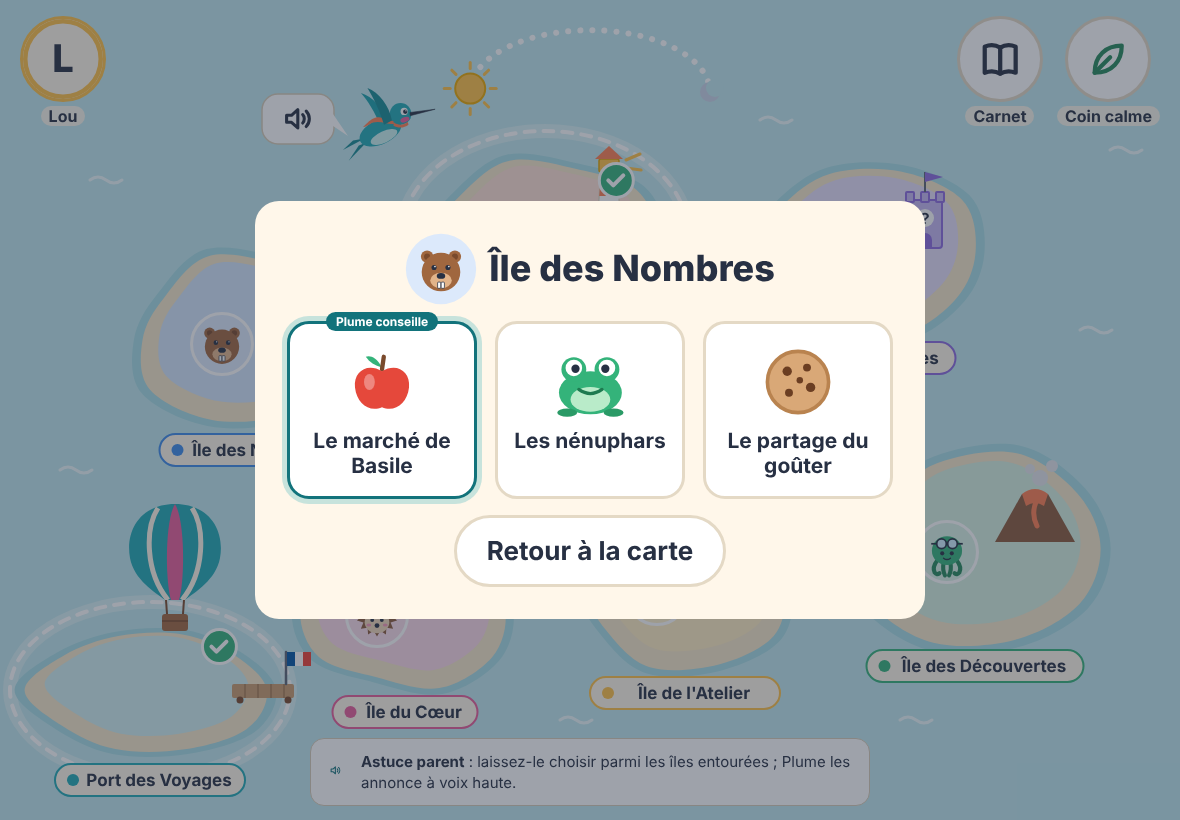 L
Lou
Carnet
Coin calme
?
Île des Nombres
Plume conseille
Le marché de
Basile
Les nénuphars
Le partage du
goûter
Retour à la carte
Île des N
es
Île des Découvertes
Île de l'Atelier
Île du Cœur
Port des Voyages
Astuce parent : laissez-le choisir parmi les îles entourées ; Plume les
annonce à voix haute.